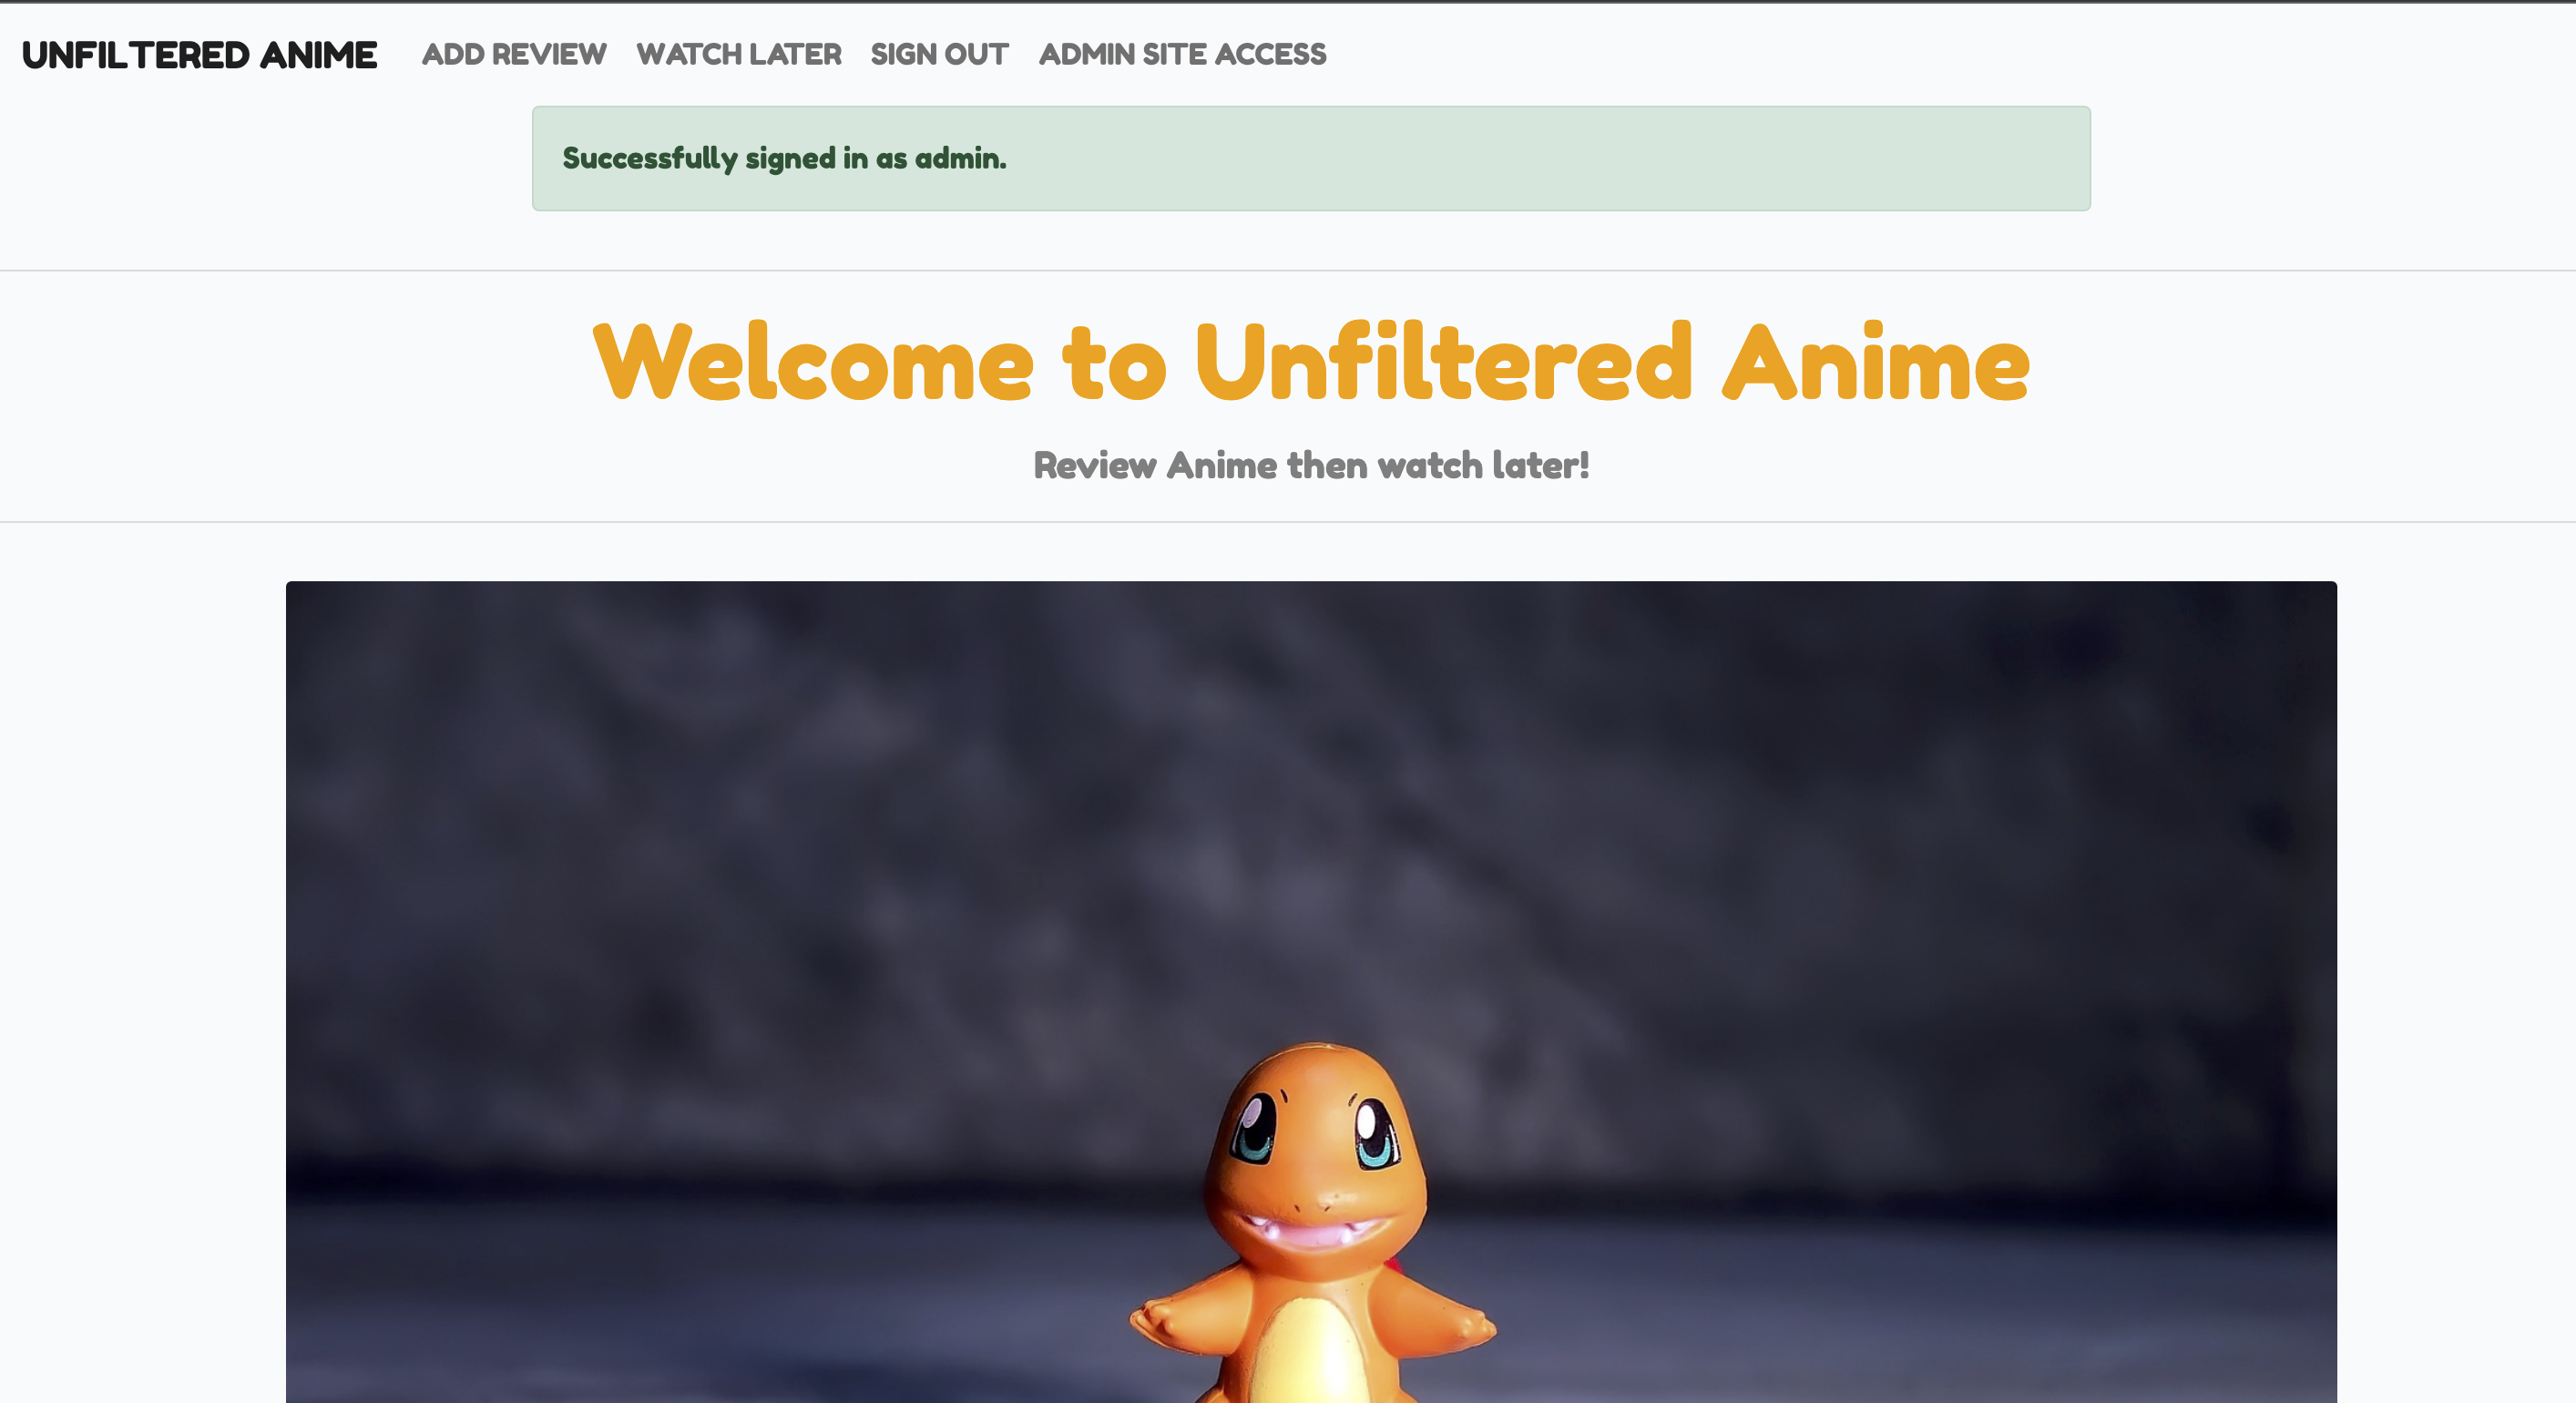 UNFILTERED ANIME ADD REVIEW WATCH LATER SIGN OUT ADMIN SITE ACCESS
Successfully signed in as admin.
Welcome to Unfiltered Anime
Review Anime then watch later!